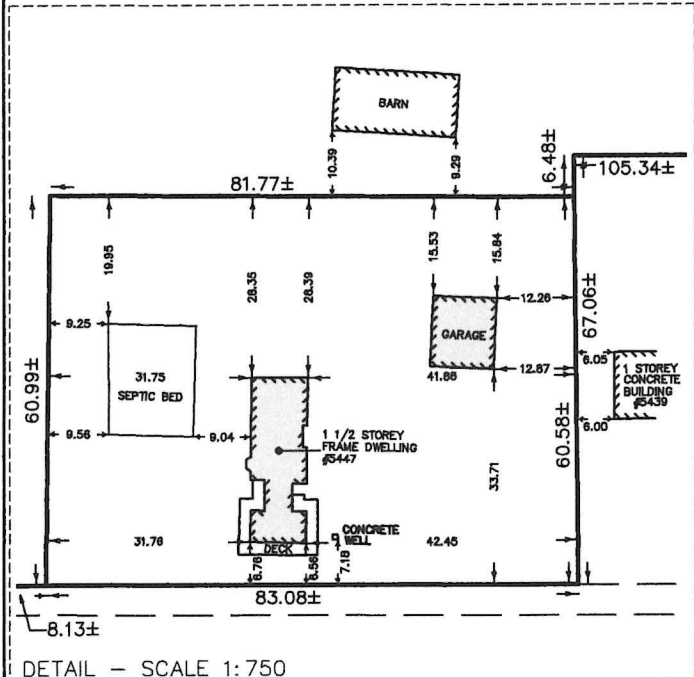 BARN
10.39
9.29
6.48±
105.34±
81.77±
19.95
28.35
28.39
15.53
15.84
12.26
9.25
GARAGE
67.06±
6.05
31.75
SEPTIC BED
12.87
1 STOREY
CONCRETE
BUILDING
#5439
41.86
60.99±
9.56
9.04
1 1/2 STOREY
FRAME DWELLING
#5447
6.00
60.58±
33.71
31.76
CONCRETE
WELL
42.45
DECK
6.76
6.56
7.18
83.08±
8.13±
DETAIL – SCALE 1:750